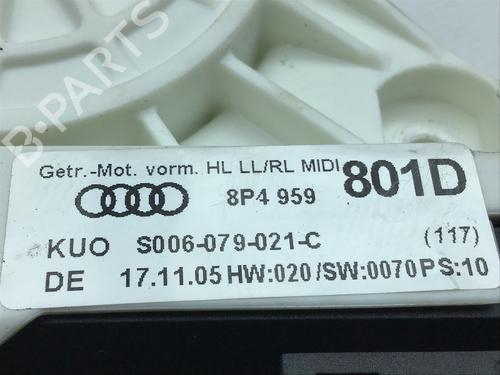 B-PARTS
Getr.-Mot. vorm. HL LL/RL MIDI 801D
8P4 959
KUO S006-079-021-C (117)
DE 17.11.05 HW:020/SW:0070 PS:10